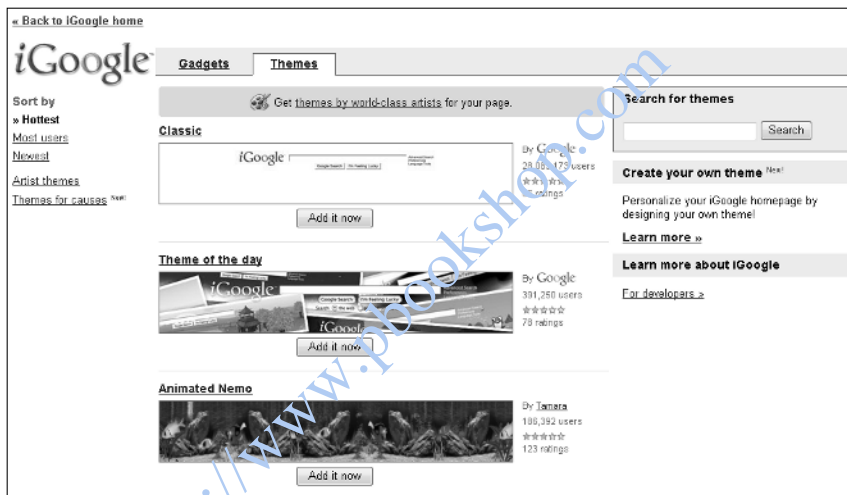 « Back to iGoogle home
iGoogle™
Gadgets
Themes
Sort by
» Hottest
Most users
Newest
Artist themes
Themes for causes New!
Get themes by world-class artists for your page.
Classic
iGoogle
Google Search I'm Feeling Lucky
By Google
users
ratings
Add it now
Theme of the day
iGoogle
Google Search I'm Feeling Lucky
iGoogle
By Google
391,250 users
78 ratings
Add it now
Animated Nemo
By Tamara
186,392 users
123 ratings
Add it now
Search for themes
Search
Create your own theme New!
Personalize your iGoogle homepage by
designing your own theme!
Learn more »
Learn more about iGoogle
For developers »
://www.pbookshop.com